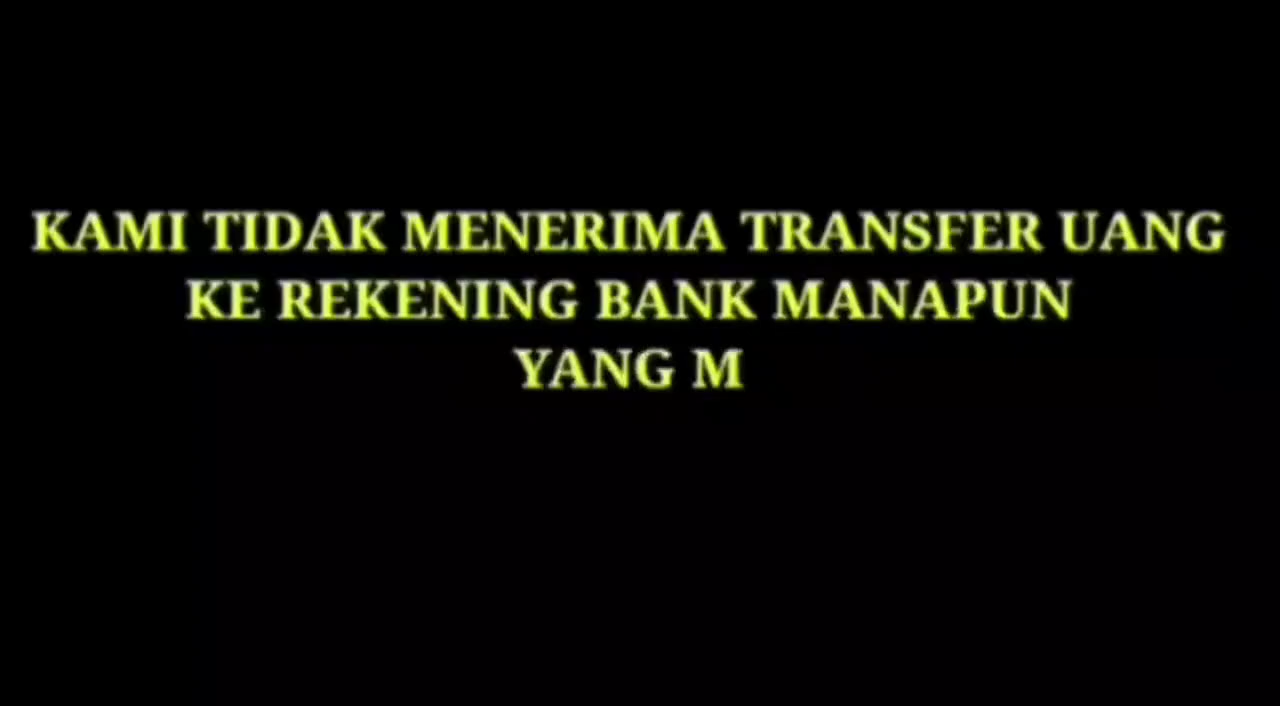 KAMI TIDAK MENERIMA TRANSFER UANG
KE REKENING BANK MANAPUN
YANG M